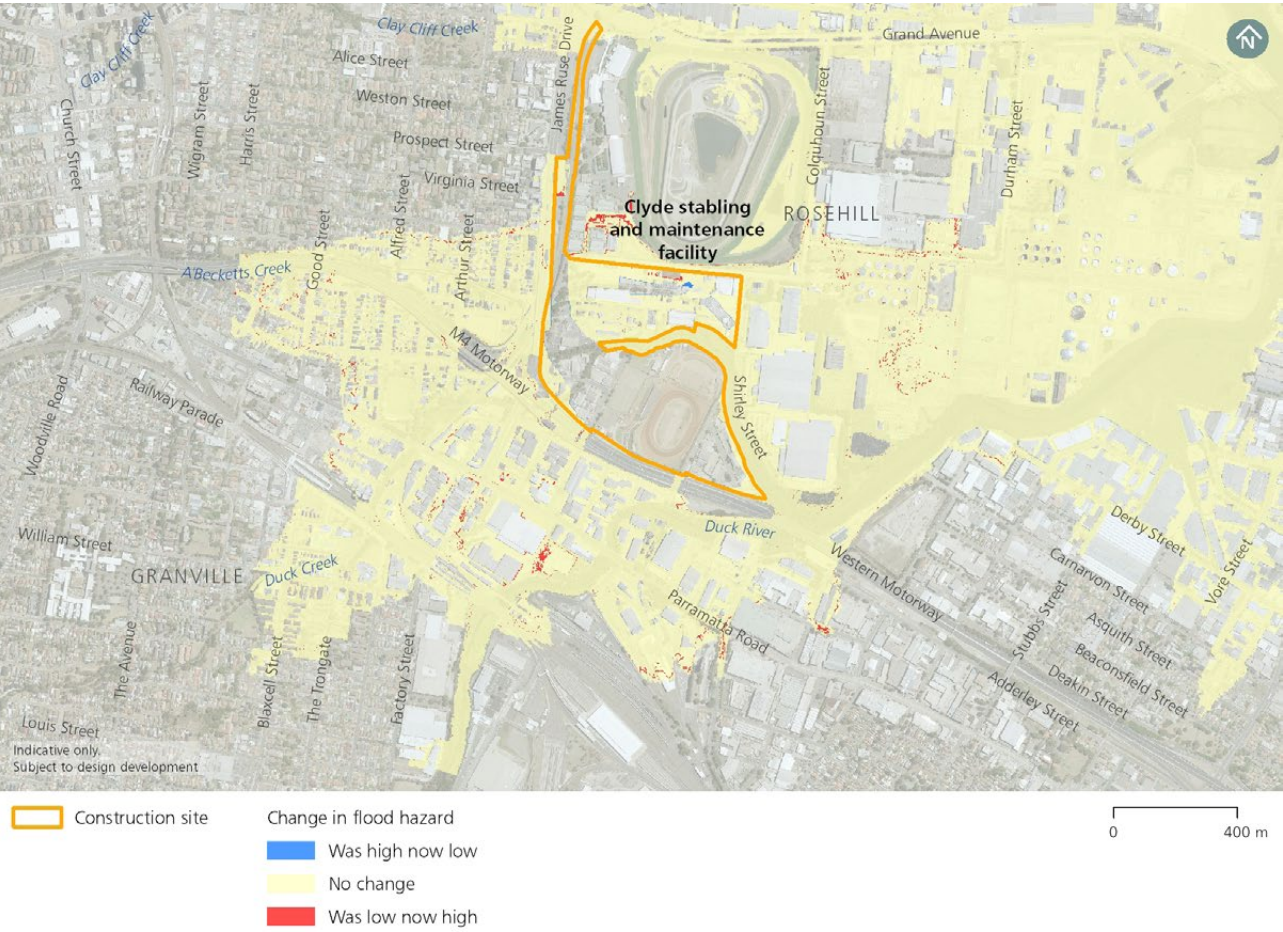 Clay Cliff Creek
Clay Cliff Creek
Grand Avenue
N
Alice Street
James Ruse Drive
Weston Street
Church Street
Wigram Street
Harris Street
Colquhoun Street
Durham Street
Prospect Street
Virginia Street
Alfred Street
Clyde stabling
and maintenance
facility
ROSEHILL
Good Street
Arthur Street
A'Becketts Creek
M4 Motorway
Railway Parade
Woodville Road
Shirley Street
Duck River
William Street
GRANVILLE
Duck Creek
Derby Street
Carnarvon Street
Vore Street
Western Motorway
Parramatta Road
Stubbs Street
Asquith Street
Beaconsfield Street
Deakin Street
Adderley Street
The Avenue
Blaxcell Street
The Trongate
Factory Street
Louis Street
Indicative only.
Subject to design development
Construction site
Change in flood hazard
Was high now low
No change
Was low now high
0 400 m